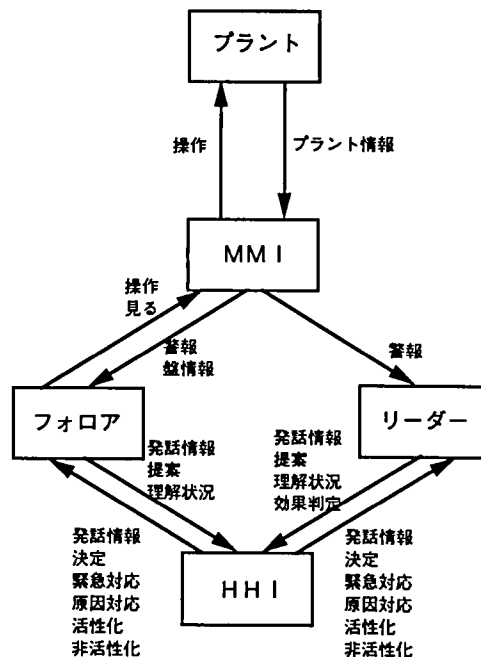 プラント
操作
プラント情報
MMI
操作
見る
警報
盤情報
警報
フォロア
リーダー
発話情報
提案
理解状況
発話情報
提案
理解状況
効果判定
発話情報
決定
緊急対応
原因対応
活性化
非活性化
HHI
発話情報
決定
緊急対応
原因対応
活性化
非活性化